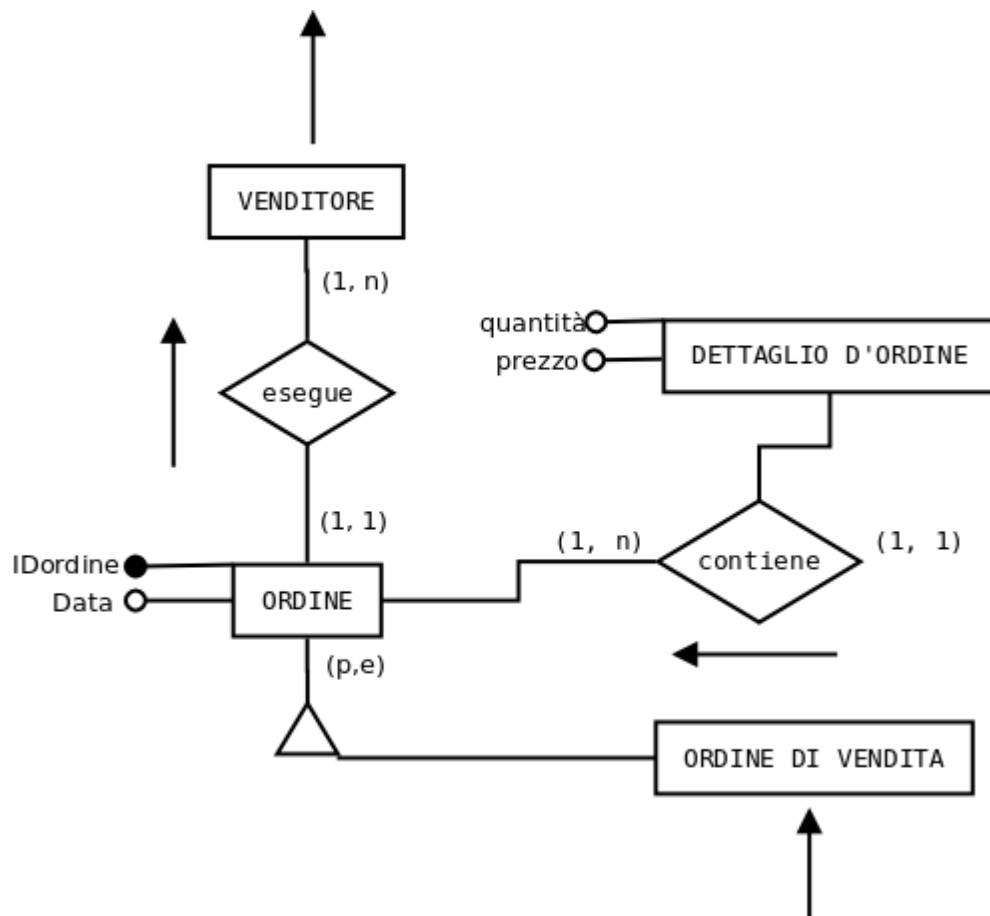 VENDITORE
(1, n)
quantità
DETTAGLIO D'ORDINE
prezzo
esegue
(1, 1)
(1, n)
(1, 1)
contiene
IDordine
Data
ORDINE
(p,e)
ORDINE DI VENDITA